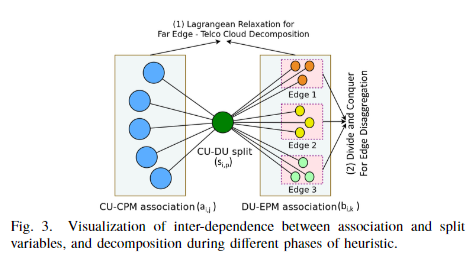 (1) Lagrangean Relaxation for
Far Edge - Telco Cloud Decomposition
Edge 1
Edge 2
Edge 3
CU-DU split
(s_{i,p})
(2) Divide and Conquer
For Edge Disaggregation
CU-CPM association (a_{i,j})
DU-EPM association (b_{i,k})
Fig. 3. Visualization of inter-dependence between association and split
variables, and decomposition during different phases of heuristic.